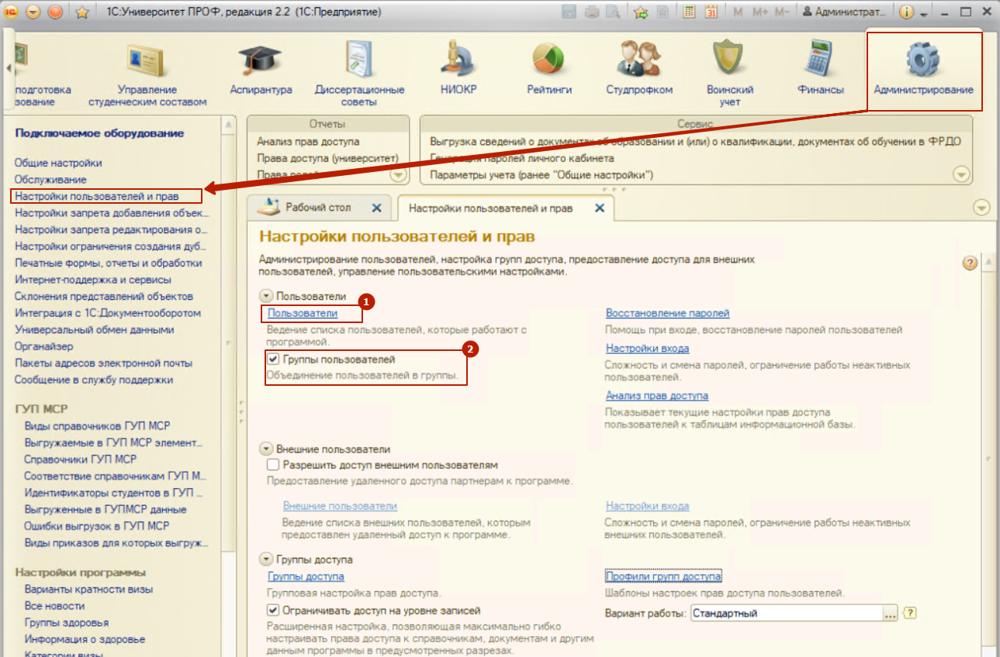 1С:Университет ПРОФ, редакция 2.2 (1С:Предприятие)
M M+ M-
Администрат...
подготовка
зование
Управление
студенческим составом
Аспирантура
Диссертационные
советы
НИОКР
Рейтинги
Студпрофком
Воинский
учет
Финансы
Администрирование
Подключаемое оборудование
Общие настройки
Обслуживание
Настройки пользователей и прав
Настройки запрета добавления объек...
Настройки запрета редактирования о...
Настройки ограничения создания дуб...
Печатные формы, отчеты и обработки
Интернет-поддержка и сервисы
Склонения представлений объектов
Интеграция с 1С:Документооборотом
Универсальный обмен данными
Органайзер
Пакеты адресов электронной почты
Сообщение в службу поддержки
ГУП МСР
Виды справочников ГУП МСР
Выгружаемые в ГУП МСР элемент...
Справочники ГУП МСР
Соответствие справочникам ГУП М...
Идентификаторы студентов в ГУП ...
Выгруженные в ГУПМСР данные
Ошибки выгрузок в ГУП МСР
Виды приказов для которых выгруж...
Настройки программы
Варианты кратности визы
Все новости
Группы здоровья
Информация о здоровье
Категории визы
Отчеты
Анализ прав доступа
Права доступа (университет)
Права ролей
Сервис
Выгрузка сведений о документах об образовании и (или) о квалификации, документах об обучении в ФРДО
Генерация паролей личного кабинета
Параметры учета (ранее "Общие настройки")
Рабочий стол
Настройки пользователей и прав
Настройки пользователей и прав
Администрирование пользователей, настройка групп доступа, предоставление доступа для внешних
пользователей, управление пользовательскими настройками.
Пользователи
1
Пользователи
Ведение списка пользователей, которые работают с
программой.
2
Группы пользователей
Объединение пользователей в группы.
Восстановление паролей
Помощь при входе, восстановление паролей пользователей
Настройки входа
Сложность и смена паролей, ограничение работы неактивных
пользователей.
Анализ прав доступа
Показывает текущие настройки прав доступа
пользователей к таблицам информационной базы.
Внешние пользователи
Разрешить доступ внешним пользователям
Предоставление удаленного доступа партнерам к программе.
Внешние пользователи
Ведение списка внешних пользователей, которым
предоставлен удаленный доступ к программе.
Настройки входа
Сложность и смена паролей, ограничение работы неактивных
внешних пользователей.
Группы доступа
Группы доступа
Групповая настройка прав доступа.
Ограничивать доступ на уровне записей
Расширенная настройка, позволяющая максимально гибко
настраивать права доступа к справочникам, документам и другим
данным программы в предусмотренных разрезах.
Профили групп доступа
Шаблоны настроек прав доступа пользователей.
Вариант работы: Стандартный ... ?